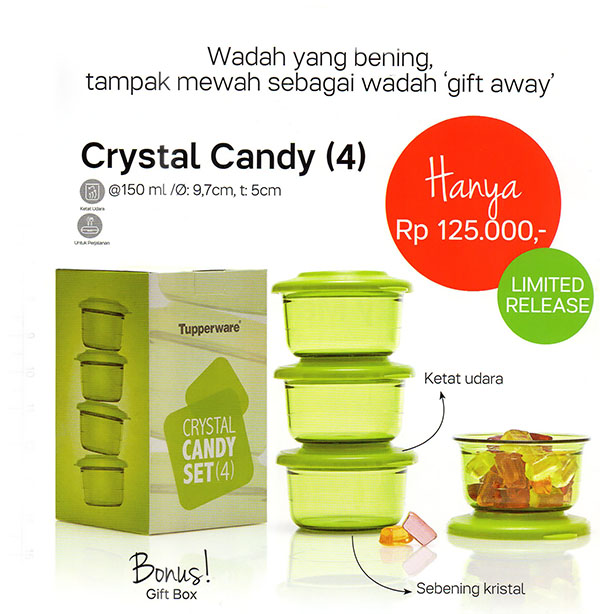 Wadah yang bening,
tampak mewah sebagai wadah ‘gift away’
Crystal Candy (4)
@150 ml /Ø: 9,7cm, t: 5cm
Ketat Udara
Untuk Perjalanan
Hanya
Rp 125.000,-
LIMITED
RELEASE
Tupperware®
CRYSTAL
CANDY
SET(4)
Ketat udara
Bonus!
Gift Box
Sebening kristal